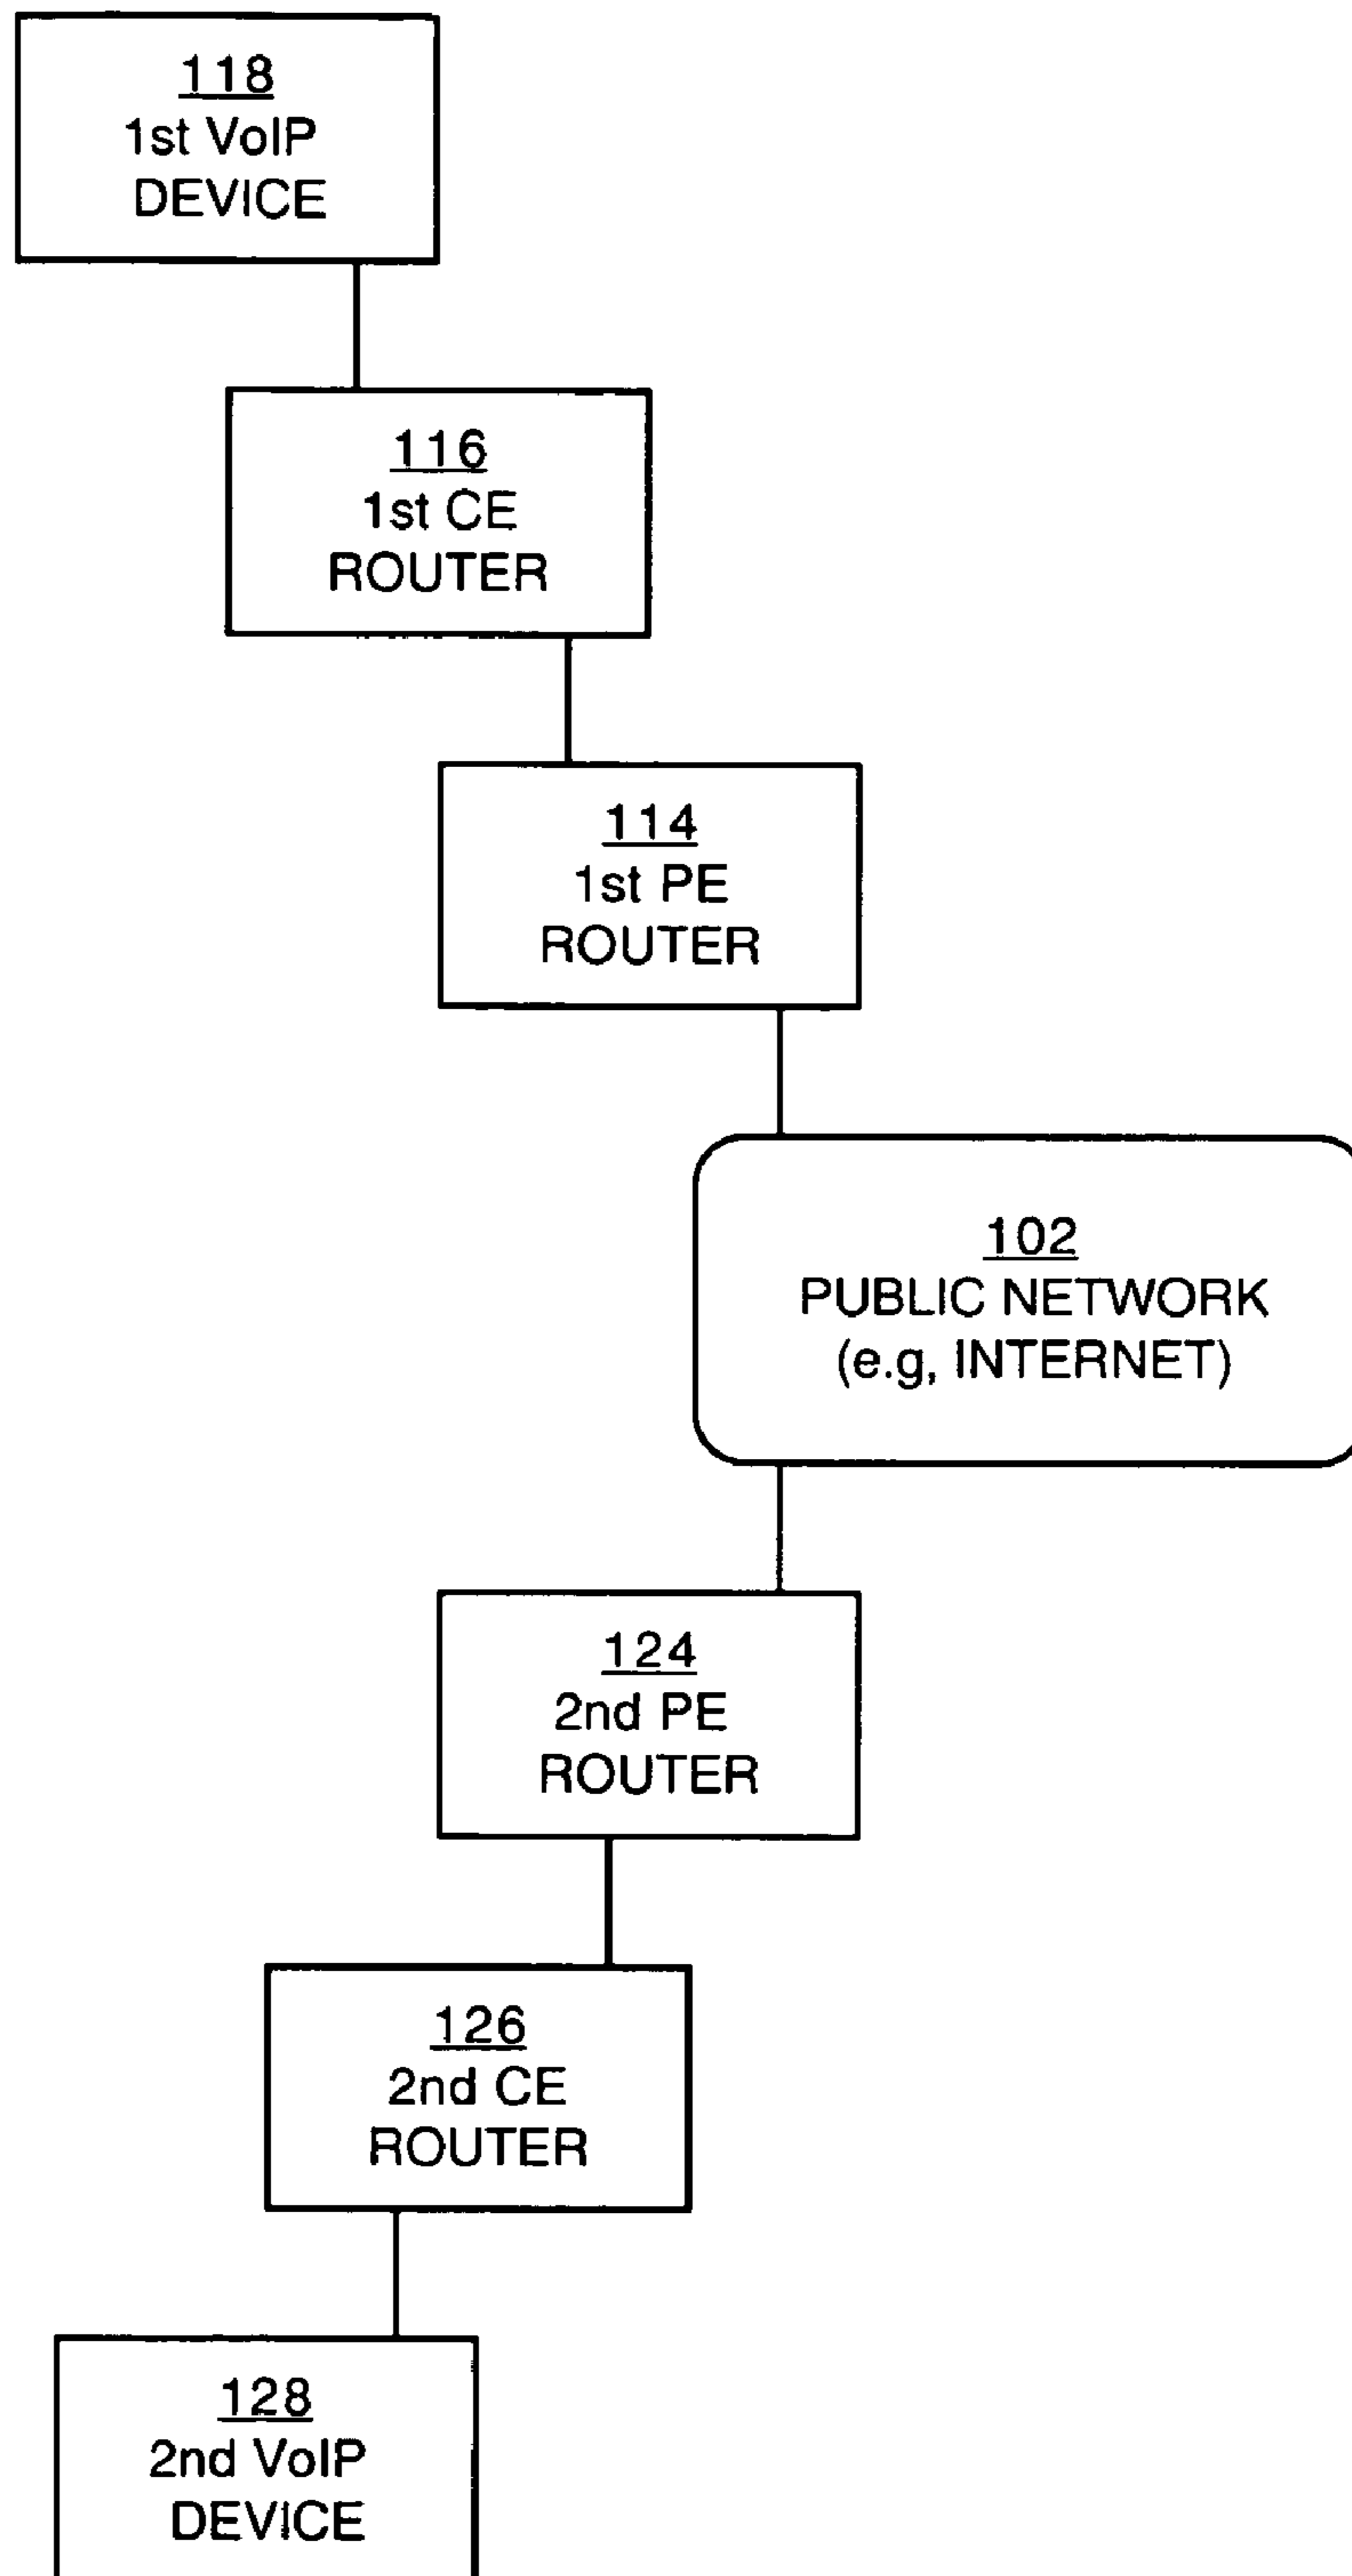 118
1st VoIP
DEVICE
116
1st CE
ROUTER
114
1st PE
ROUTER
102
PUBLIC NETWORK
(e.g, INTERNET)
124
2nd PE
ROUTER
126
2nd CE
ROUTER
128
2nd VoIP
DEVICE